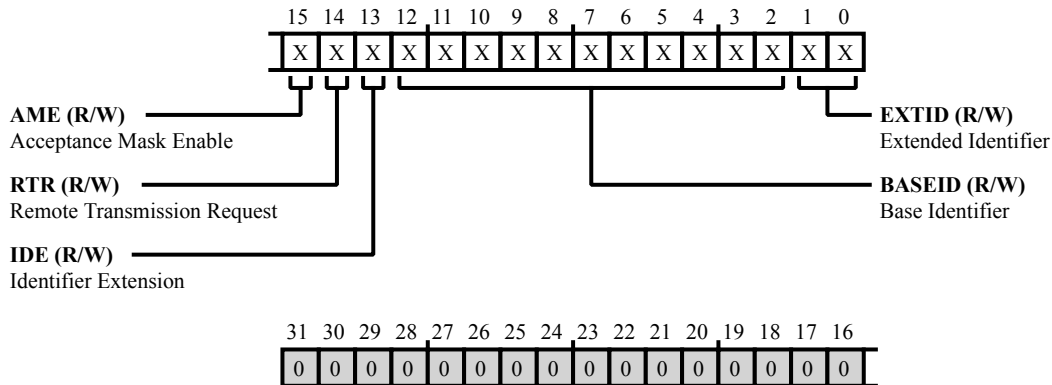 15 14 13 12 11 10 9 8 7 6 5 4 3 2 1 0
X X X X X X X X X X X X X X X X
AME (R/W)
Acceptance Mask Enable
EXTID (R/W)
Extended Identifier
RTR (R/W)
Remote Transmission Request
BASEID (R/W)
Base Identifier
IDE (R/W)
Identifier Extension
31 30 29 28 27 26 25 24 23 22 21 20 19 18 17 16
0 0 0 0 0 0 0 0 0 0 0 0 0 0 0 0